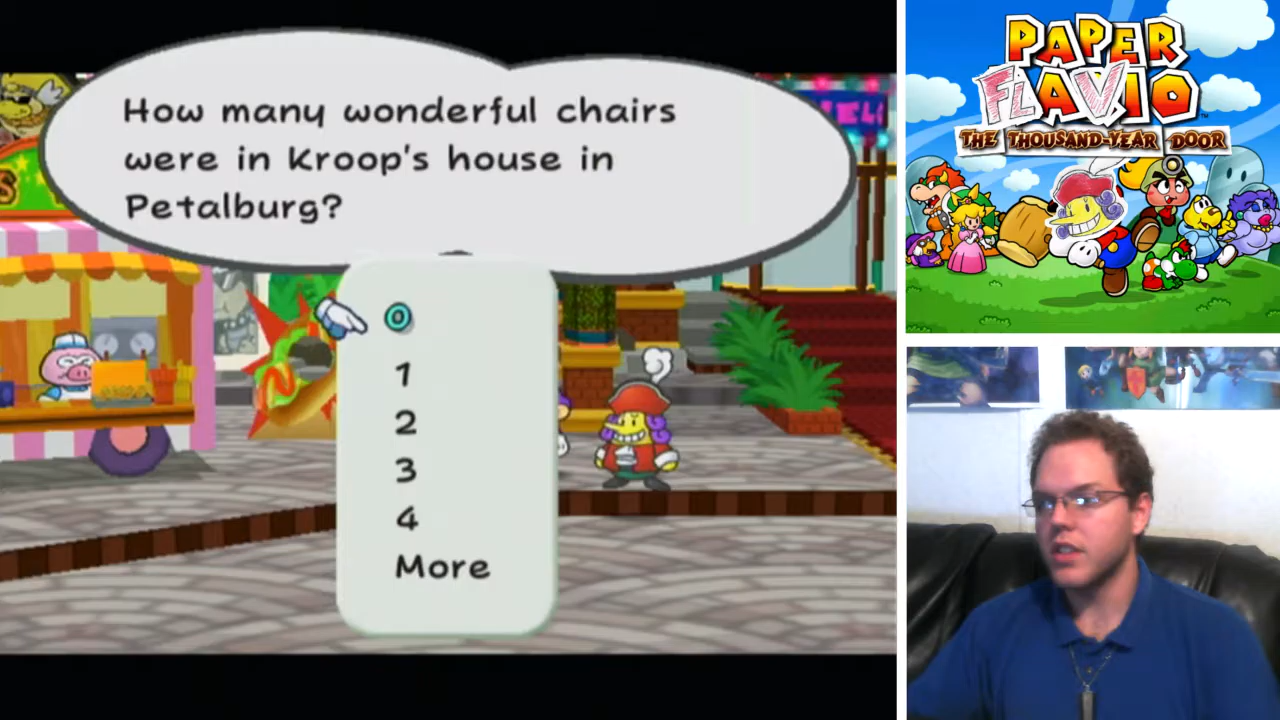 How many wonderful chairs
were in Kroop's house in
Petalburg?
0
1
2
3
4
More
PAPER
FLAVIO
THE THOUSAND-YEAR DOOR